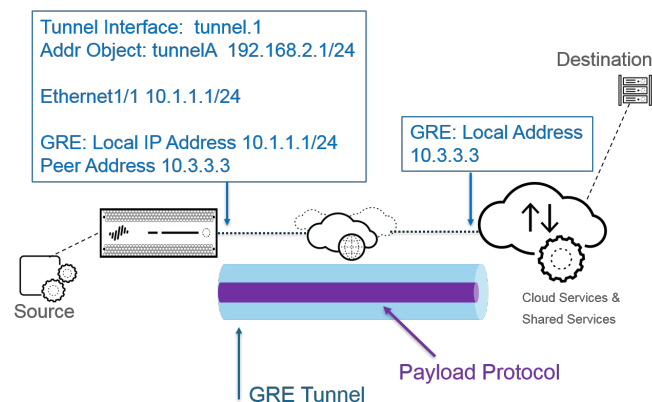 Tunnel Interface: tunnel.1
Addr Object: tunnelA 192.168.2.1/24
Ethernet1/1 10.1.1.1/24
GRE: Local IP Address 10.1.1.1/24
Peer Address 10.3.3.3
Destination
GRE: Local Address
10.3.3.3
Source
Cloud Services &
Shared Services
Payload Protocol
GRE Tunnel